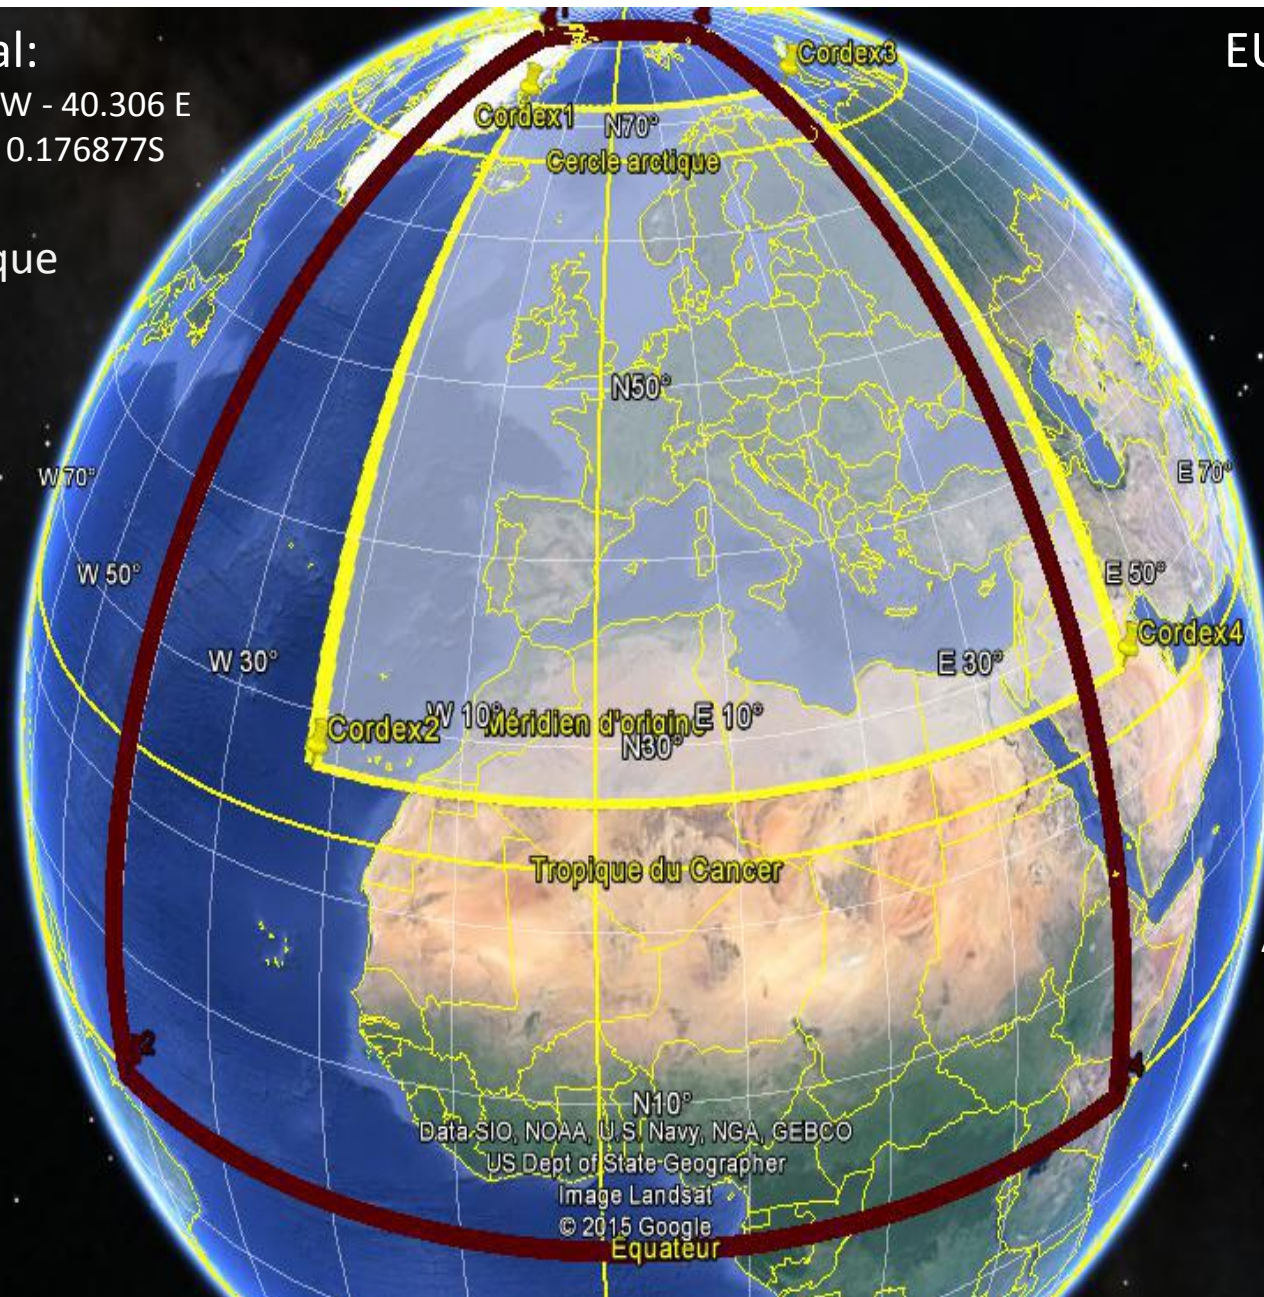 al:
EU
W - 40.306 E
0.176877S
que
Cordex3
Cordex1
N70°
Cercle arctique
N50°
W 70°
E 70°
W 50°
E 50°
Cordex4
W 30°
E 30°
Cordex2
W 10°
Méridien d'origine
E 10°
N30°
Tropique du Cancer
2
4
N10°
Data SIO, NOAA, U.S. Navy, NGA, GEBCO
US Dept of State Geographer
Image Landsat
© 2015 Google
Équateur